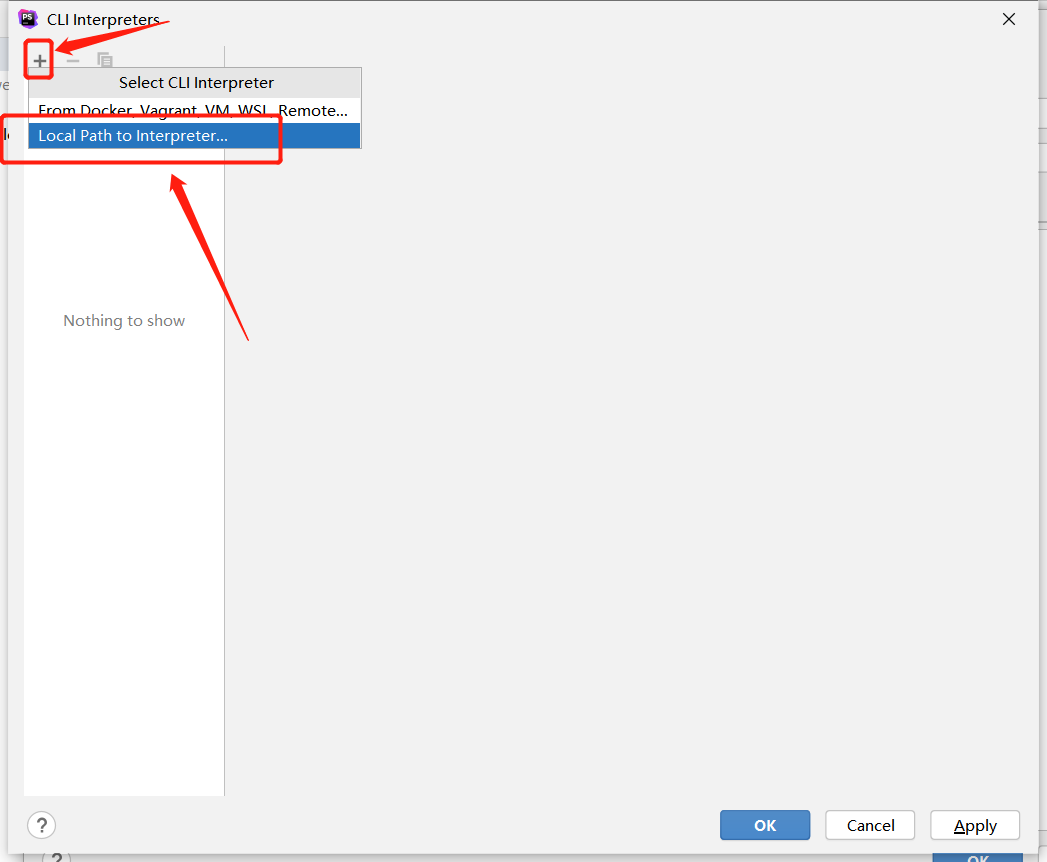 PS
CLI Interpreters
Select CLI Interpreter
From Docker, Vagrant, VM, WSL, Remote...
Local Path to Interpreter...
Nothing to show
?
OK
Cancel
Apply
?
OK